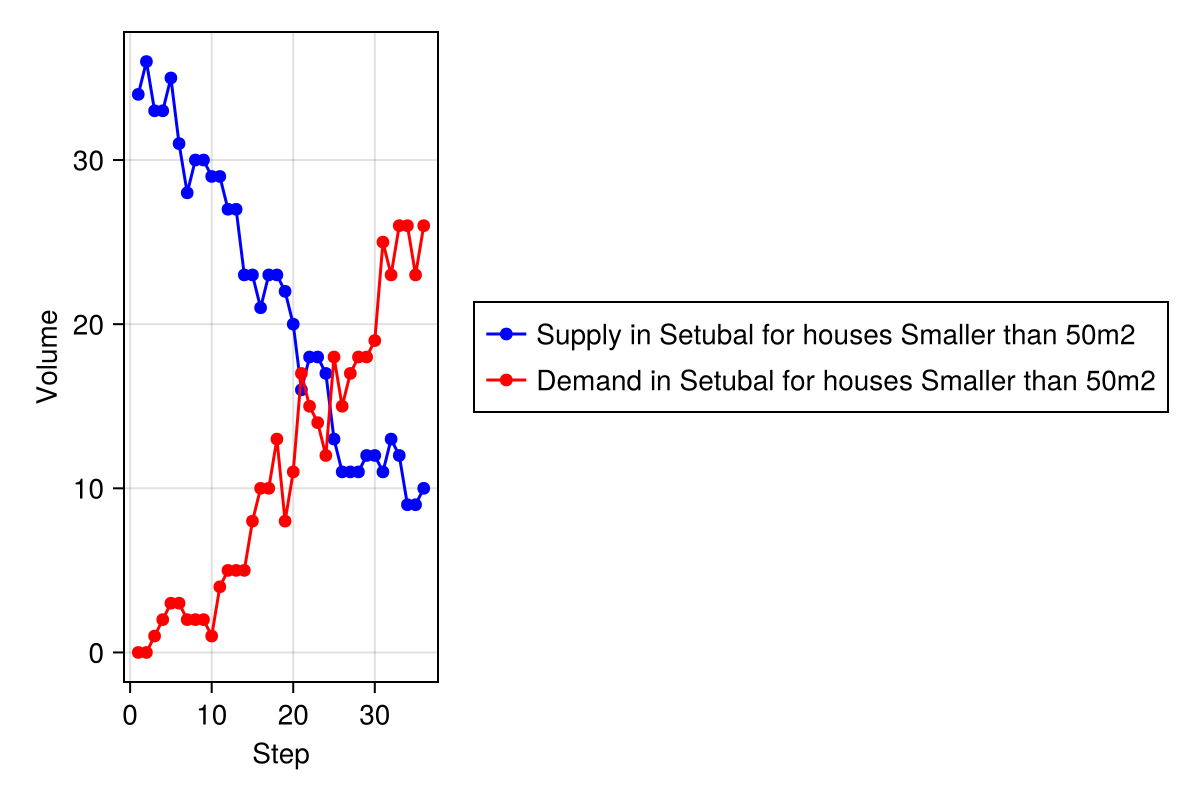 30
20
10
0
Volume
0 10 20 30
Step
Supply in Setubal for houses Smaller than 50m2
Demand in Setubal for houses Smaller than 50m2